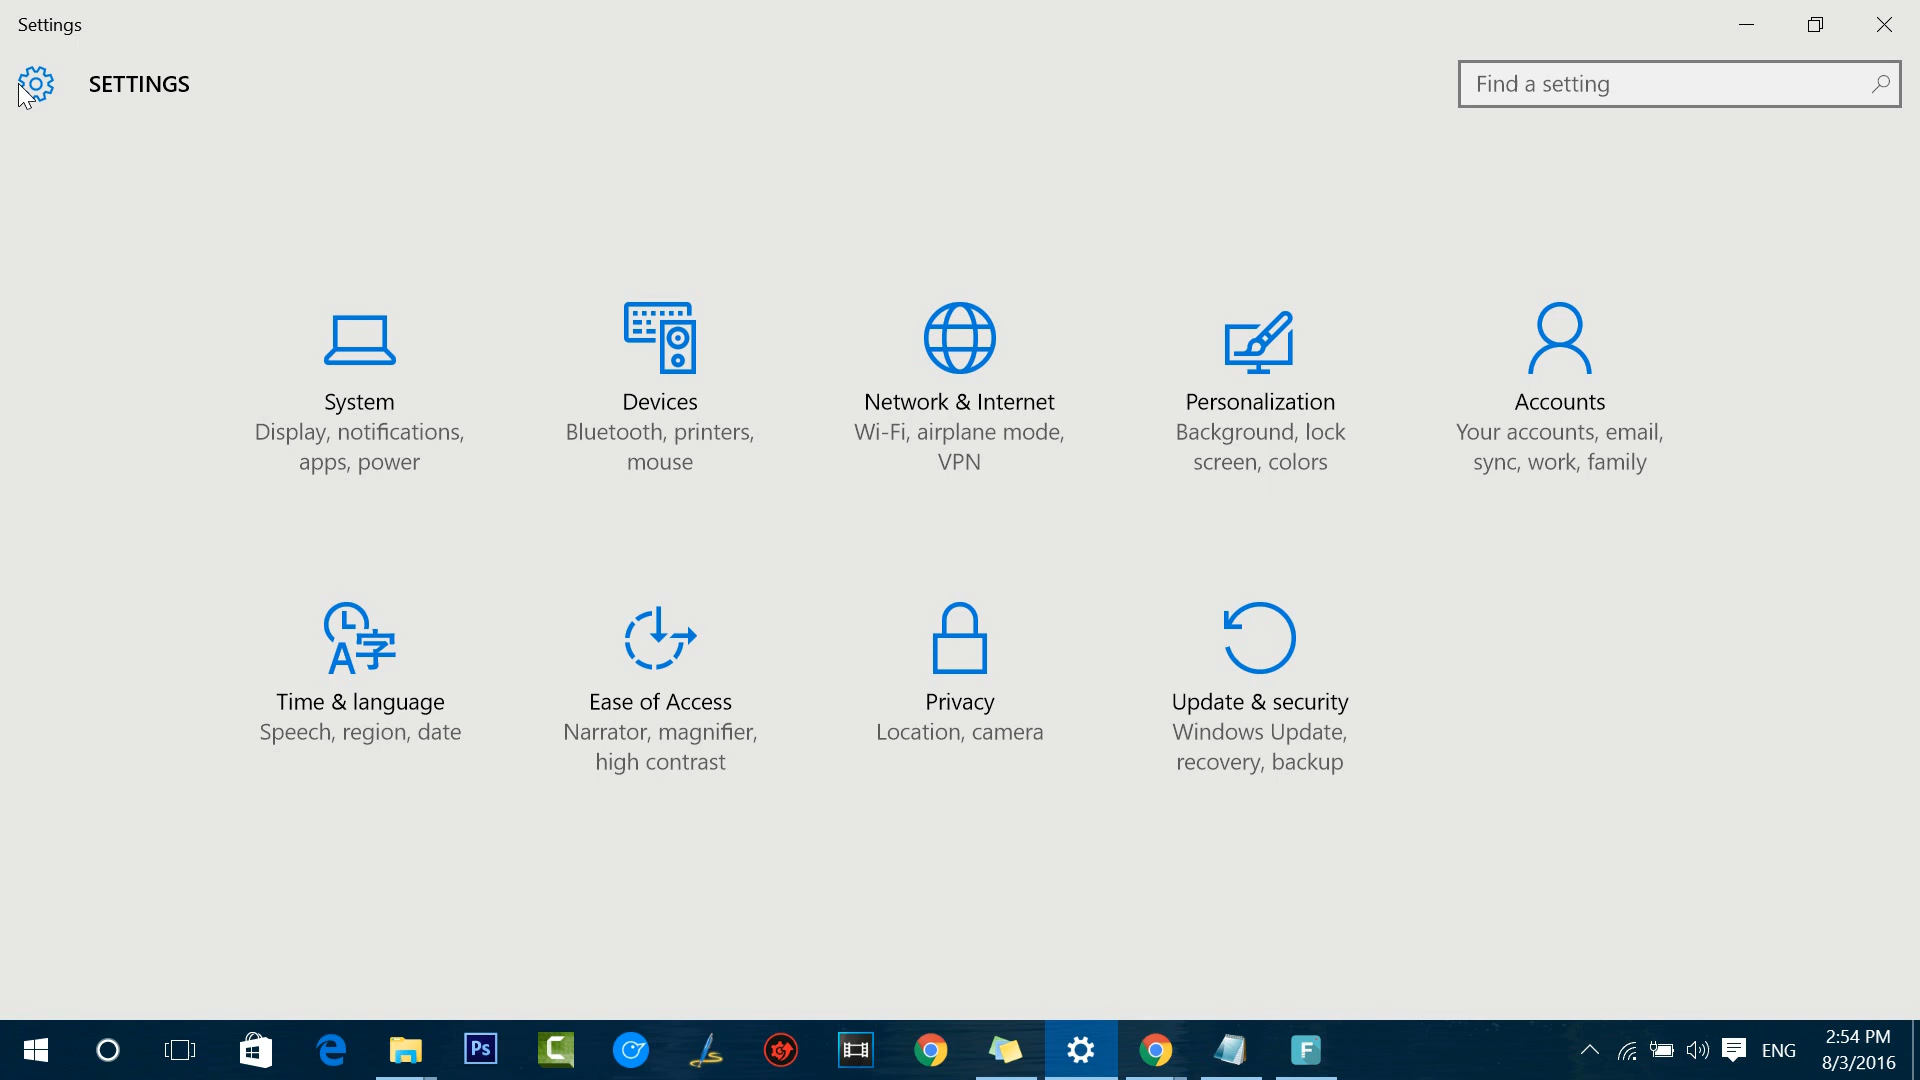 Settings
SETTINGS
Find a setting
System
Display, notifications,
apps, power
Devices
Bluetooth, printers,
mouse
Network & Internet
Wi-Fi, airplane mode,
VPN
Personalization
Background, lock
screen, colors
Accounts
Your accounts, email,
sync, work, family
A字
Time & language
Speech, region, date
Ease of Access
Narrator, magnifier,
high contrast
Privacy
Location, camera
Update & security
Windows Update,
recovery, backup
Ps
C
F
ENG
2:54 PM
8/3/2016